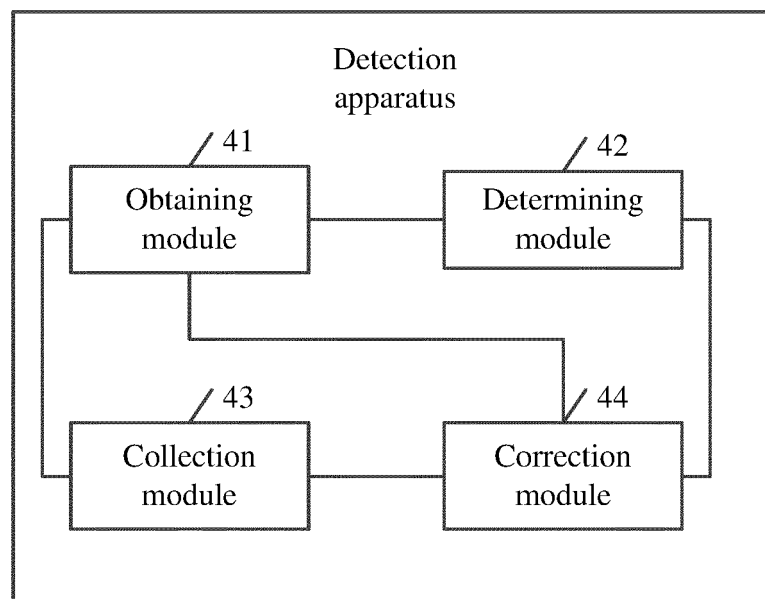 Detection
apparatus
41
Obtaining
module
42
Determining
module
43
Collection
module
44
Correction
module